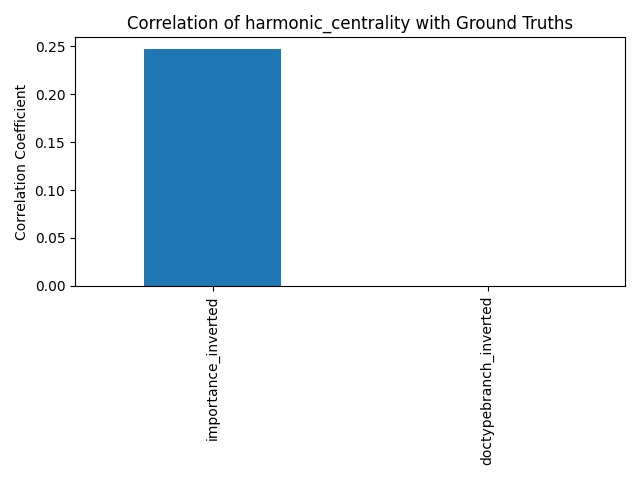 Correlation of harmonic_centrality with Ground Truths
Correlation Coefficient
0.25
0.20
0.15
0.10
0.05
0.00
importance_inverted
doctypebranch_inverted